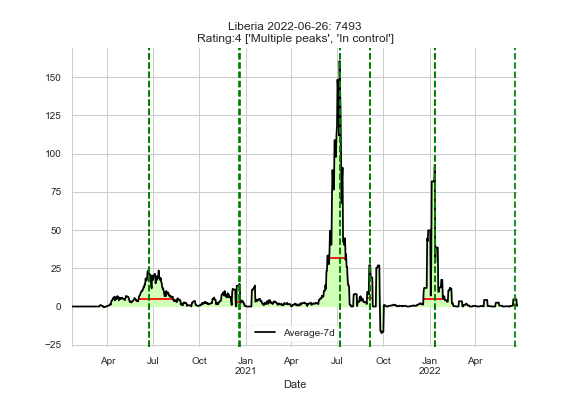 Liberia 2022-06-26: 7493
Rating:4 ['Multiple peaks', 'In control']
150
125
100
75
50
25
0
−25
Average-7d
Apr Jul Oct Jan Apr Jul Oct Jan Apr
2021 2022
Date